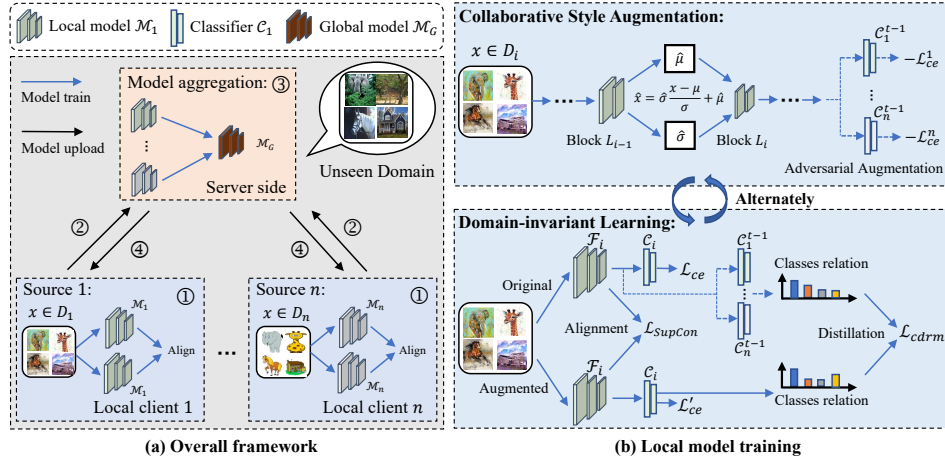 Local model $\mathcal{M}_1$
Classifier $\mathcal{C}_1$
Global model $\mathcal{M}_G$
Model train
Model upload
Model aggregation: ③
⋮
$\mathcal{M}_G$
Server side
Unseen Domain
②
④
④
②
Source 1:
①
$x \in D_1$
$\mathcal{M}_1$
Align
$\mathcal{M}_1$
Local client 1
...
Source $n$:
①
$x \in D_n$
$\mathcal{M}_n$
Align
$\mathcal{M}_n$
Local client $n$
(a) Overall framework
Collaborative Style Augmentation:
$x \in D_i$
...
Block $L_{i-1}$
$\hat{\mu}$
$\hat{x} = \hat{\sigma}\frac{x-\mu}{\sigma} + \hat{\mu}$
$\hat{\sigma}$
Block $L_i$
...
$\mathcal{C}_1^{t-1}$
$-\mathcal{L}_{ce}^1$
⋮
$\mathcal{C}_n^{t-1}$
$-\mathcal{L}_{ce}^n$
Adversarial Augmentation
Alternately
Domain-invariant Learning:
Original
$\mathcal{F}_i$
$\mathcal{C}_i$
$\mathcal{L}_{ce}$
$\mathcal{C}_1^{t-1}$
⋮
$\mathcal{C}_n^{t-1}$
Classes relation
Alignment
$\mathcal{L}_{SupCon}$
Distillation
$\mathcal{L}_{cdrm}$
Augmented
$\mathcal{F}_i$
$\mathcal{C}_i$
$\mathcal{L}'_{ce}$
Classes relation
(b) Local model training